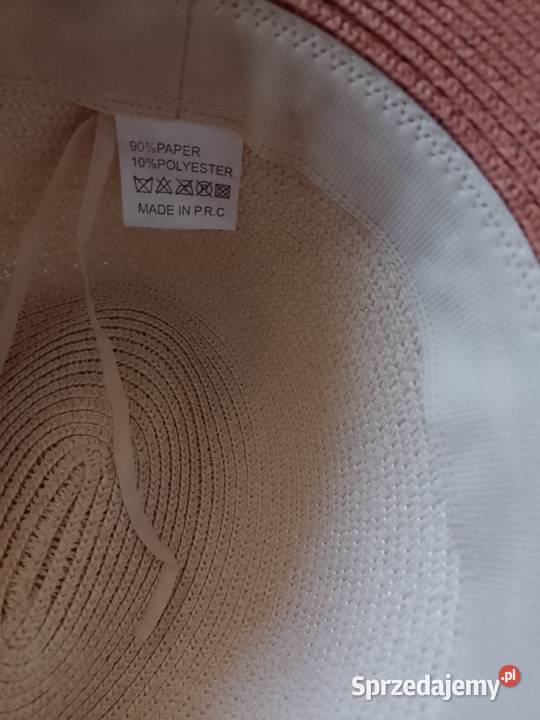 90%PAPER
10%POLYESTER
MADE IN P.R.C
Sprzedajemy.pl